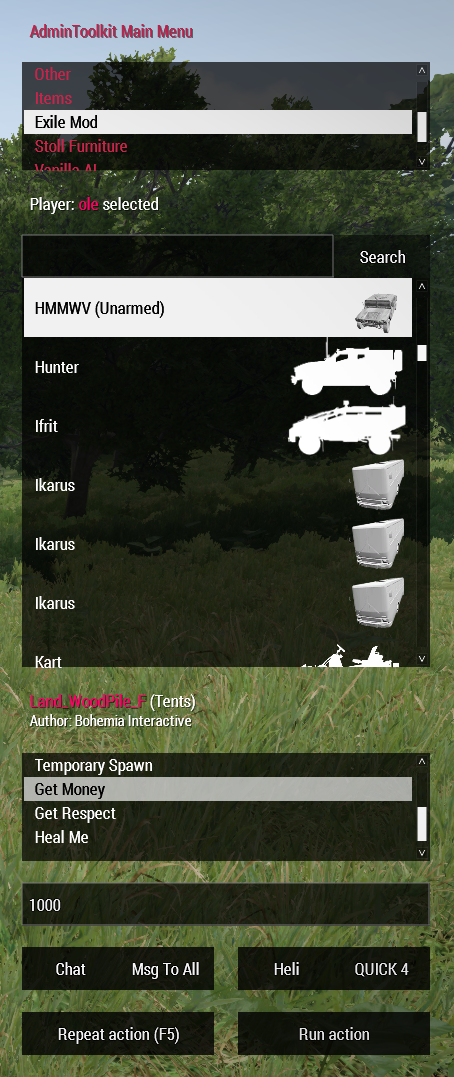 AdminToolkit Main Menu
Other
Items
Exile Mod
Stoll Furniture
Vanilla AI
Player: ole selected
Search
HMMWV (Unarmed)
Hunter
Ifrit
Ikarus
Ikarus
Ikarus
Kart
Land_WoodPile_F (Tents)
Author: Bohemia Interactive
Temporary Spawn
Get Money
Get Respect
Heal Me
1000
Chat Msg To All Heli QUICK 4
Repeat action (F5) Run action